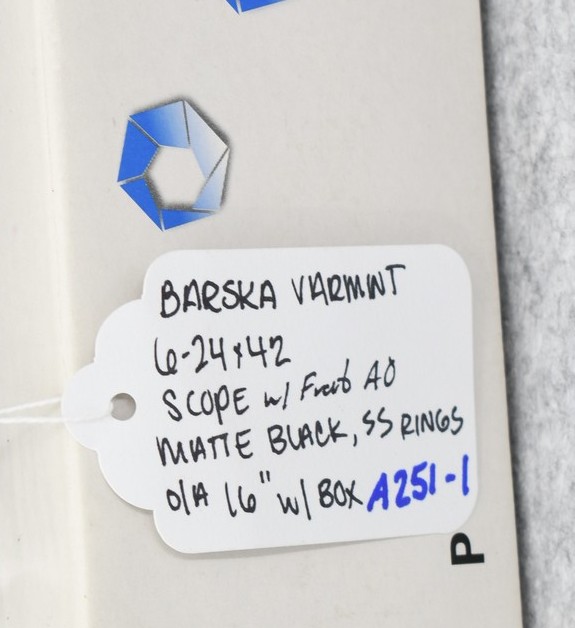 BARSKA VARMINT
6-24x42
SCOPE w/ Front AO
MATTE BLACK, SS RINGS
O/A 16" w/ BOX A251-1
P